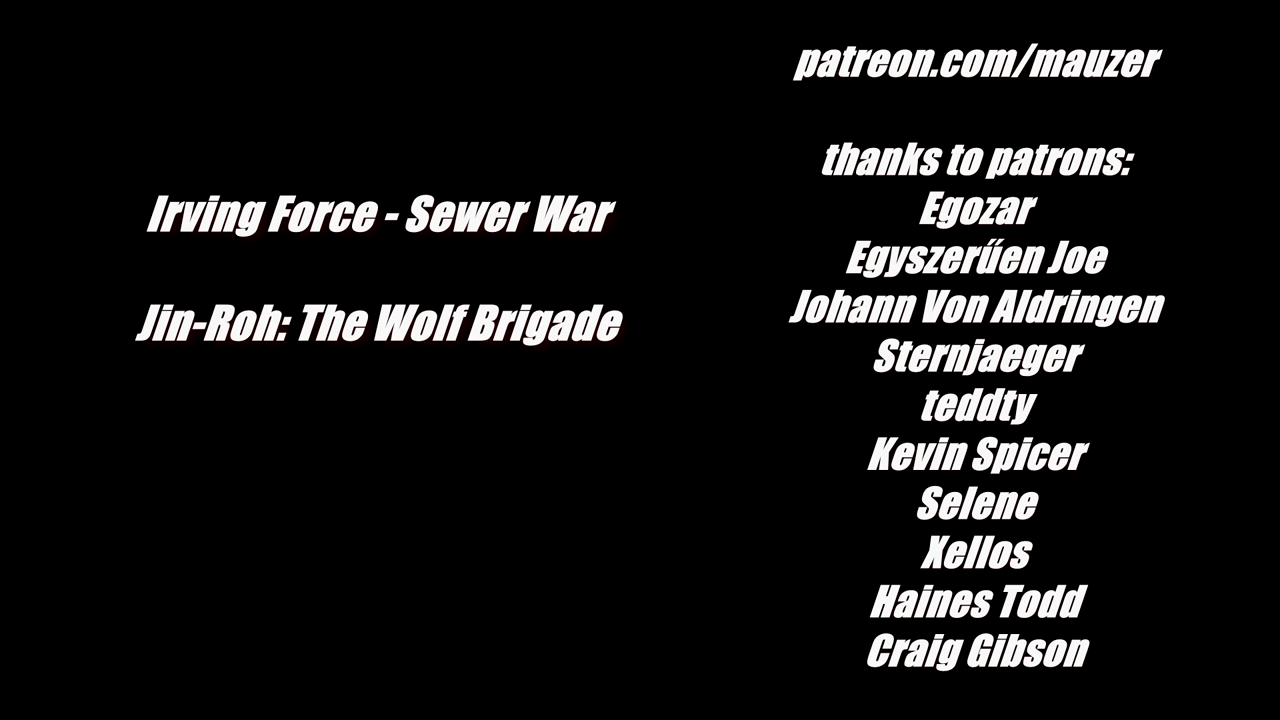 Irving Force - Sewer War
Jin-Roh: The Wolf Brigade
patreon.com/mauzer
thanks to patrons:
Egozar
Egyszerűen Joe
Johann Von Aldringen
Sternjaeger
teddty
Kevin Spicer
Selene
Xellos
Haines Todd
Craig Gibson